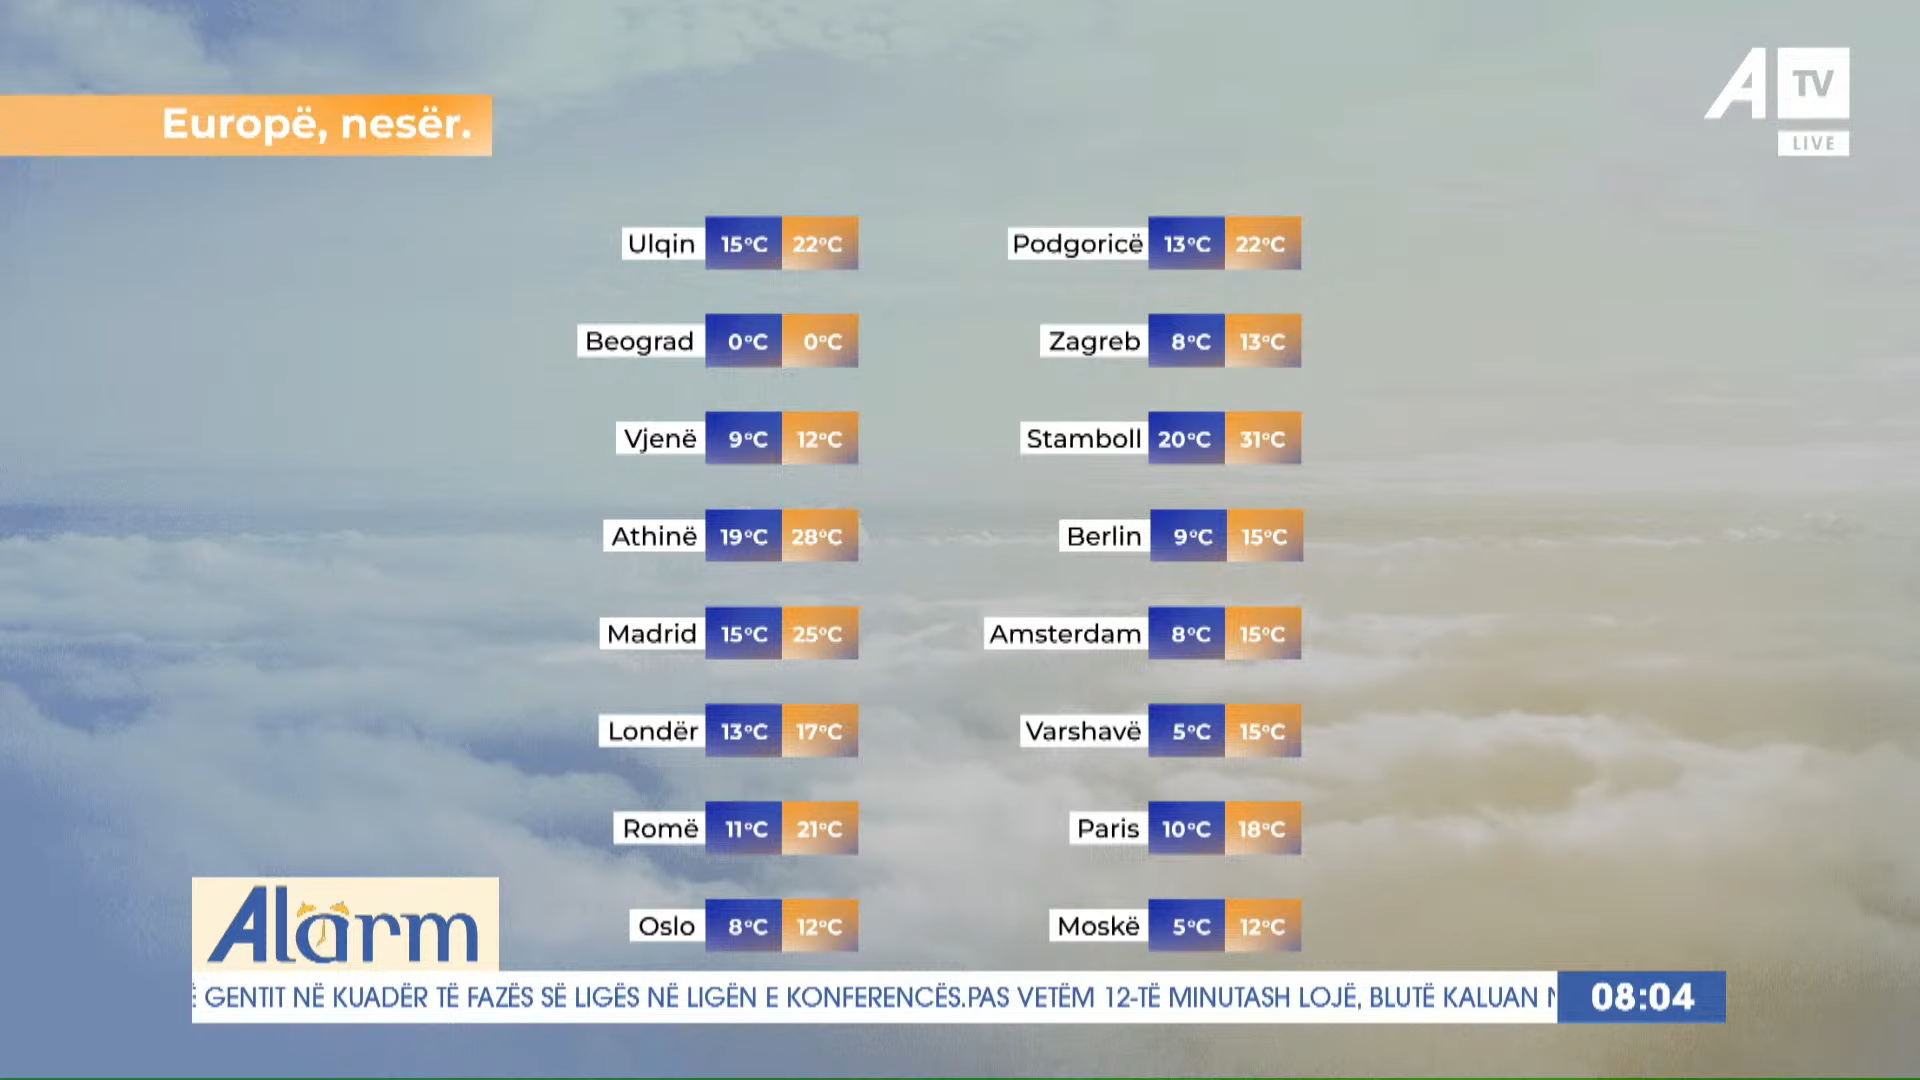 A TV
LIVE
Europë, nesër.
Ulqin 15°C 22°C
Podgoricë 13°C 22°C
Beograd 0°C 0°C
Zagreb 8°C 13°C
Vjenë 9°C 12°C
Stamboll 20°C 31°C
Athinë 19°C 28°C
Berlin 9°C 15°C
Madrid 15°C 25°C
Amsterdam 8°C 15°C
Londër 13°C 17°C
Varshavë 5°C 15°C
Romë 11°C 21°C
Paris 10°C 18°C
Oslo 8°C 12°C
Moskë 5°C 12°C
Alarm
GENTIT NË KUADËR TË FAZËS SË LIGËS NË LIGËN E KONFERENCËS.PAS VETËM 12-TË MINUTASH LOJË, BLUTË KALUAN
08:04